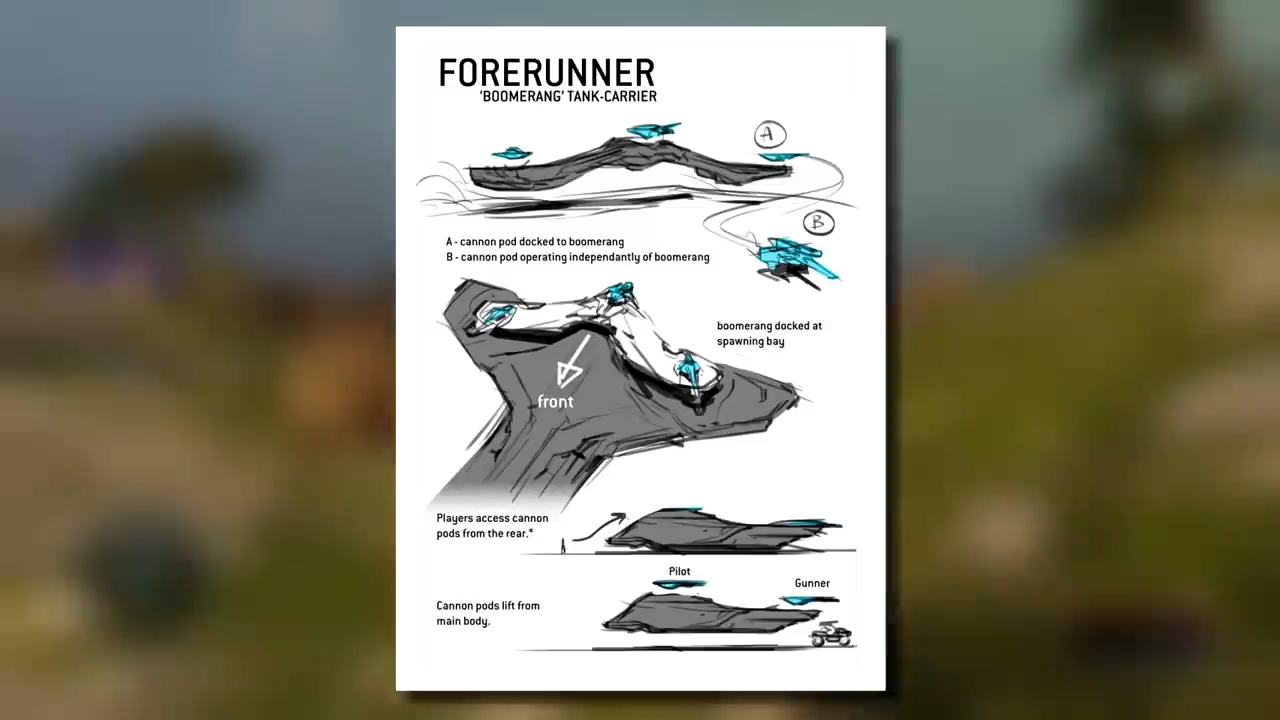 FORERUNNER
'BOOMERANG' TANK-CARRIER
A
B
A - cannon pod docked to boomerang
B - cannon pod operating independantly of boomerang
boomerang docked at
spawning bay
front
Players access cannon
pods from the rear.*
Pilot
Gunner
Cannon pods lift from
main body.